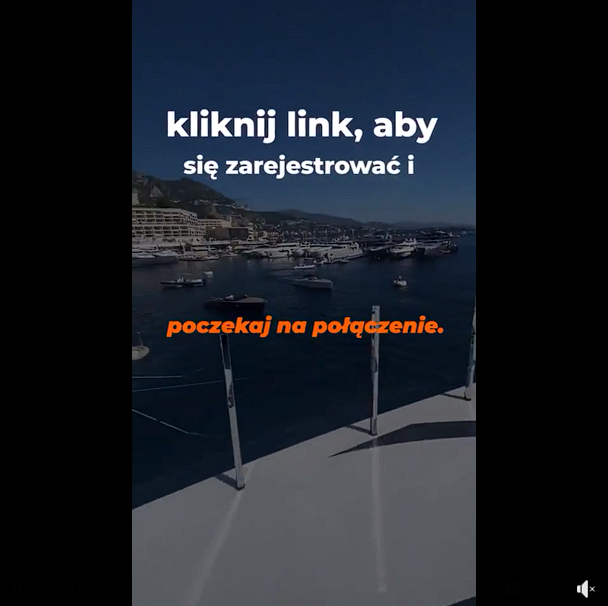 kliknij link, aby
się zarejestrować i
poczekaj na połączenie.